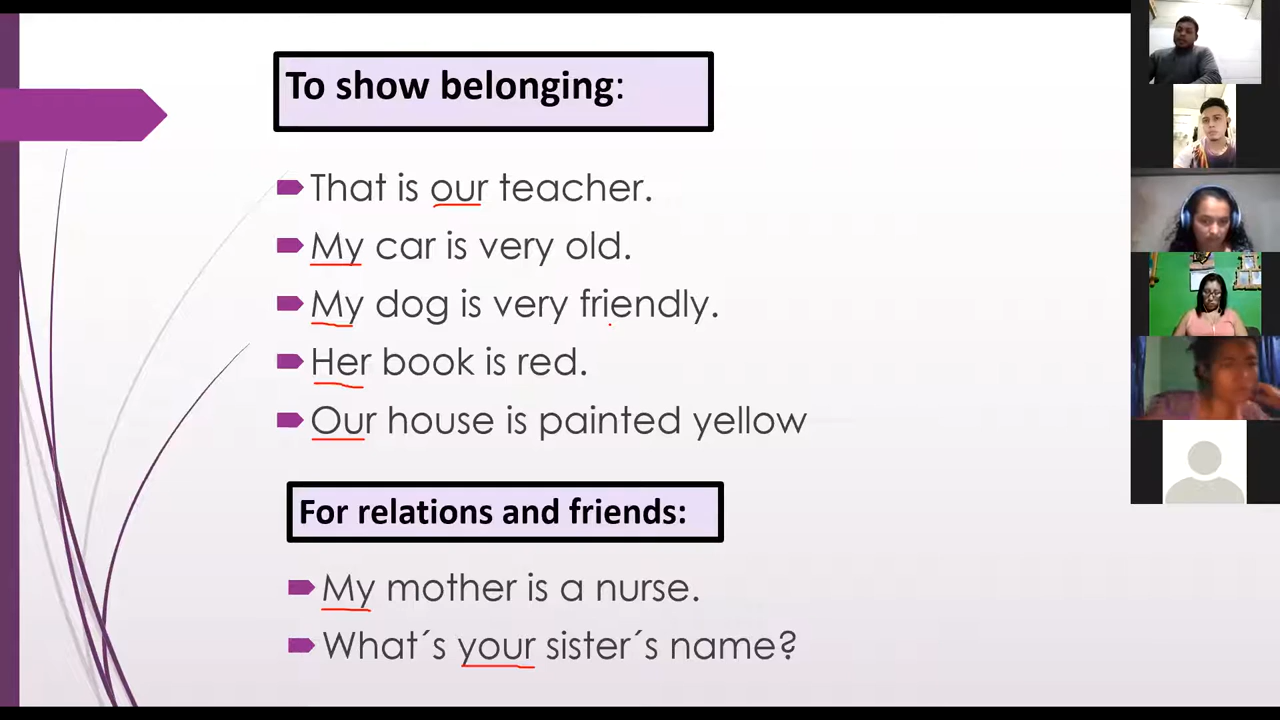 To show belonging:
That is our teacher.
My car is very old.
My dog is very friendly.
Her book is red.
Our house is painted yellow
For relations and friends:
My mother is a nurse.
What´s your sister´s name?